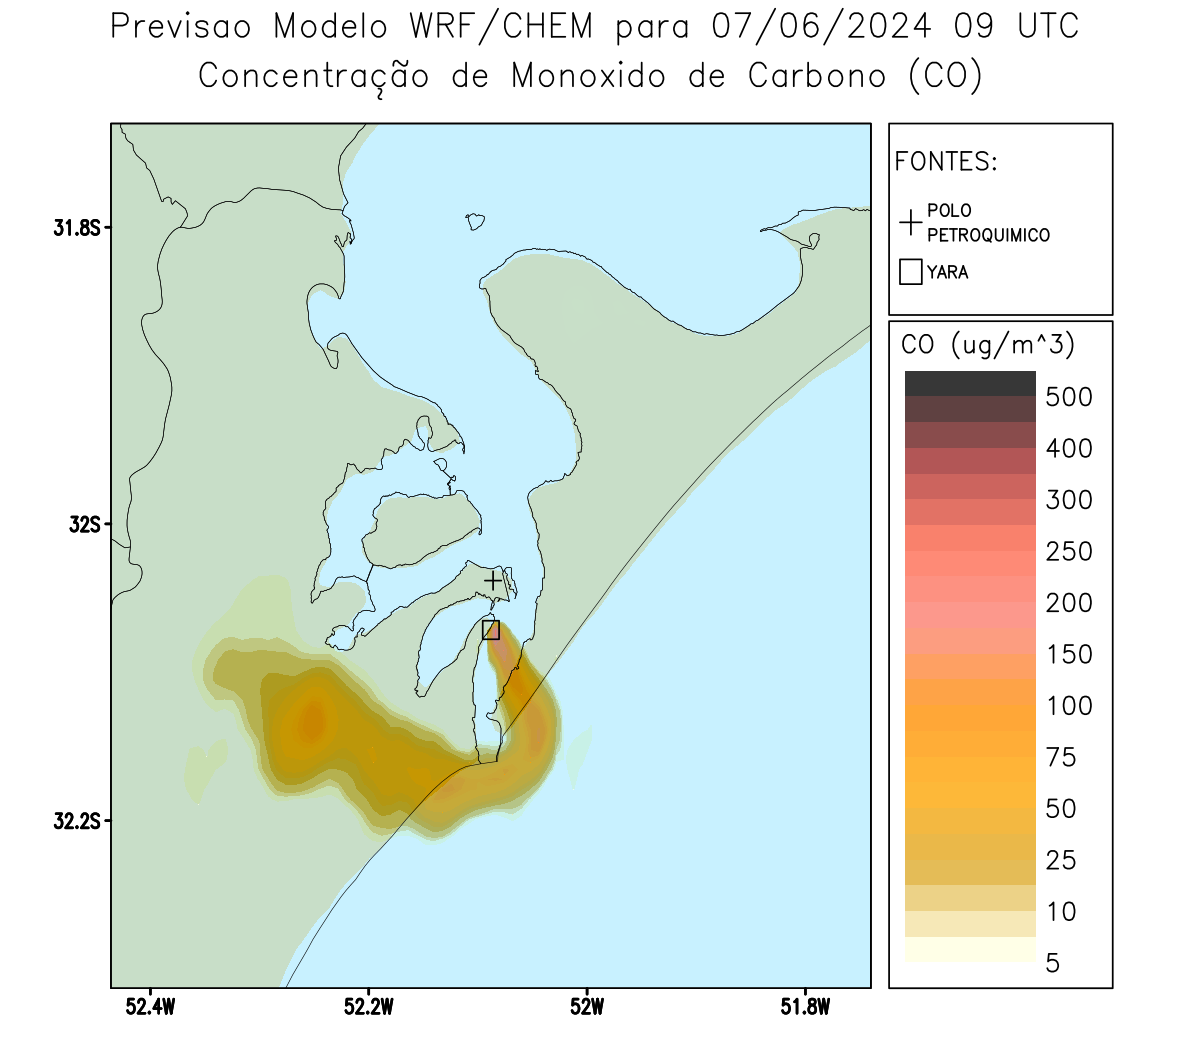 Previsao Modelo WRF/CHEM para 07/06/2024 09 UTC
Concentração de Monoxido de Carbono (CO)
FONTES:
POLO
PETROQUIMICO
YARA
CO (ug/m^3)
500
400
300
250
200
150
100
75
50
25
10
5
31.8S
32S
32.2S
52.4W
52.2W
52W
51.8W